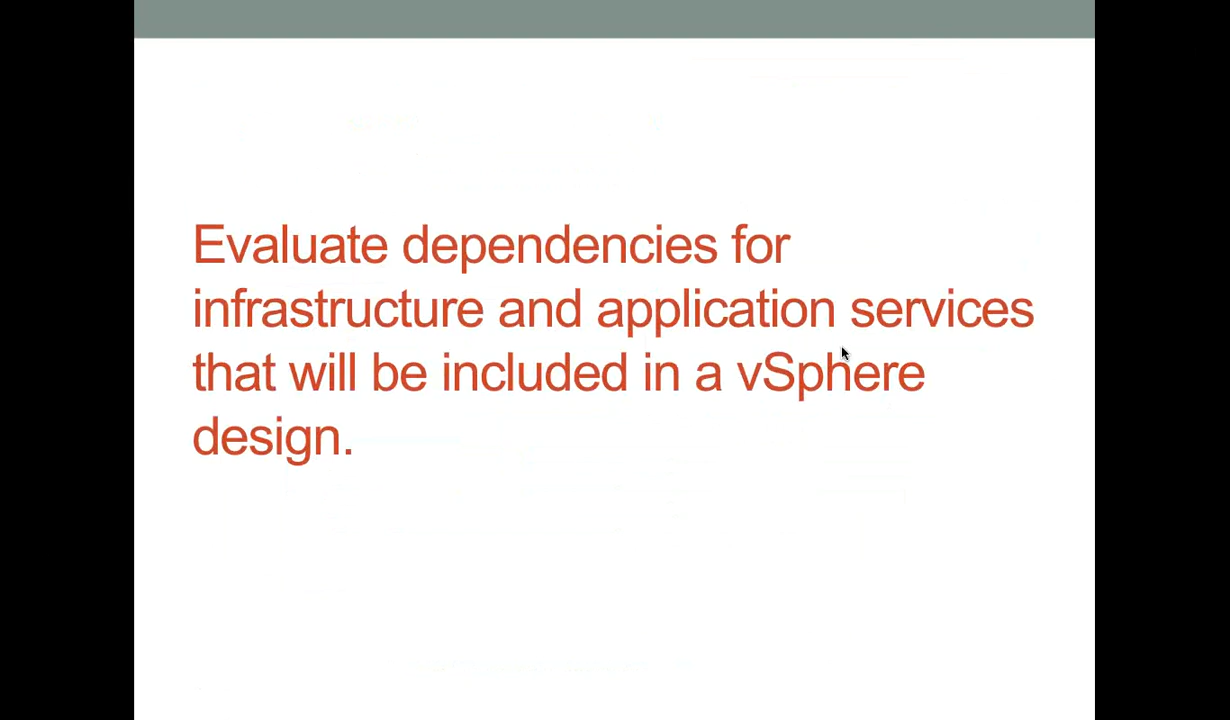 Evaluate dependencies for
infrastructure and application services
that will be included in a vSphere
design.